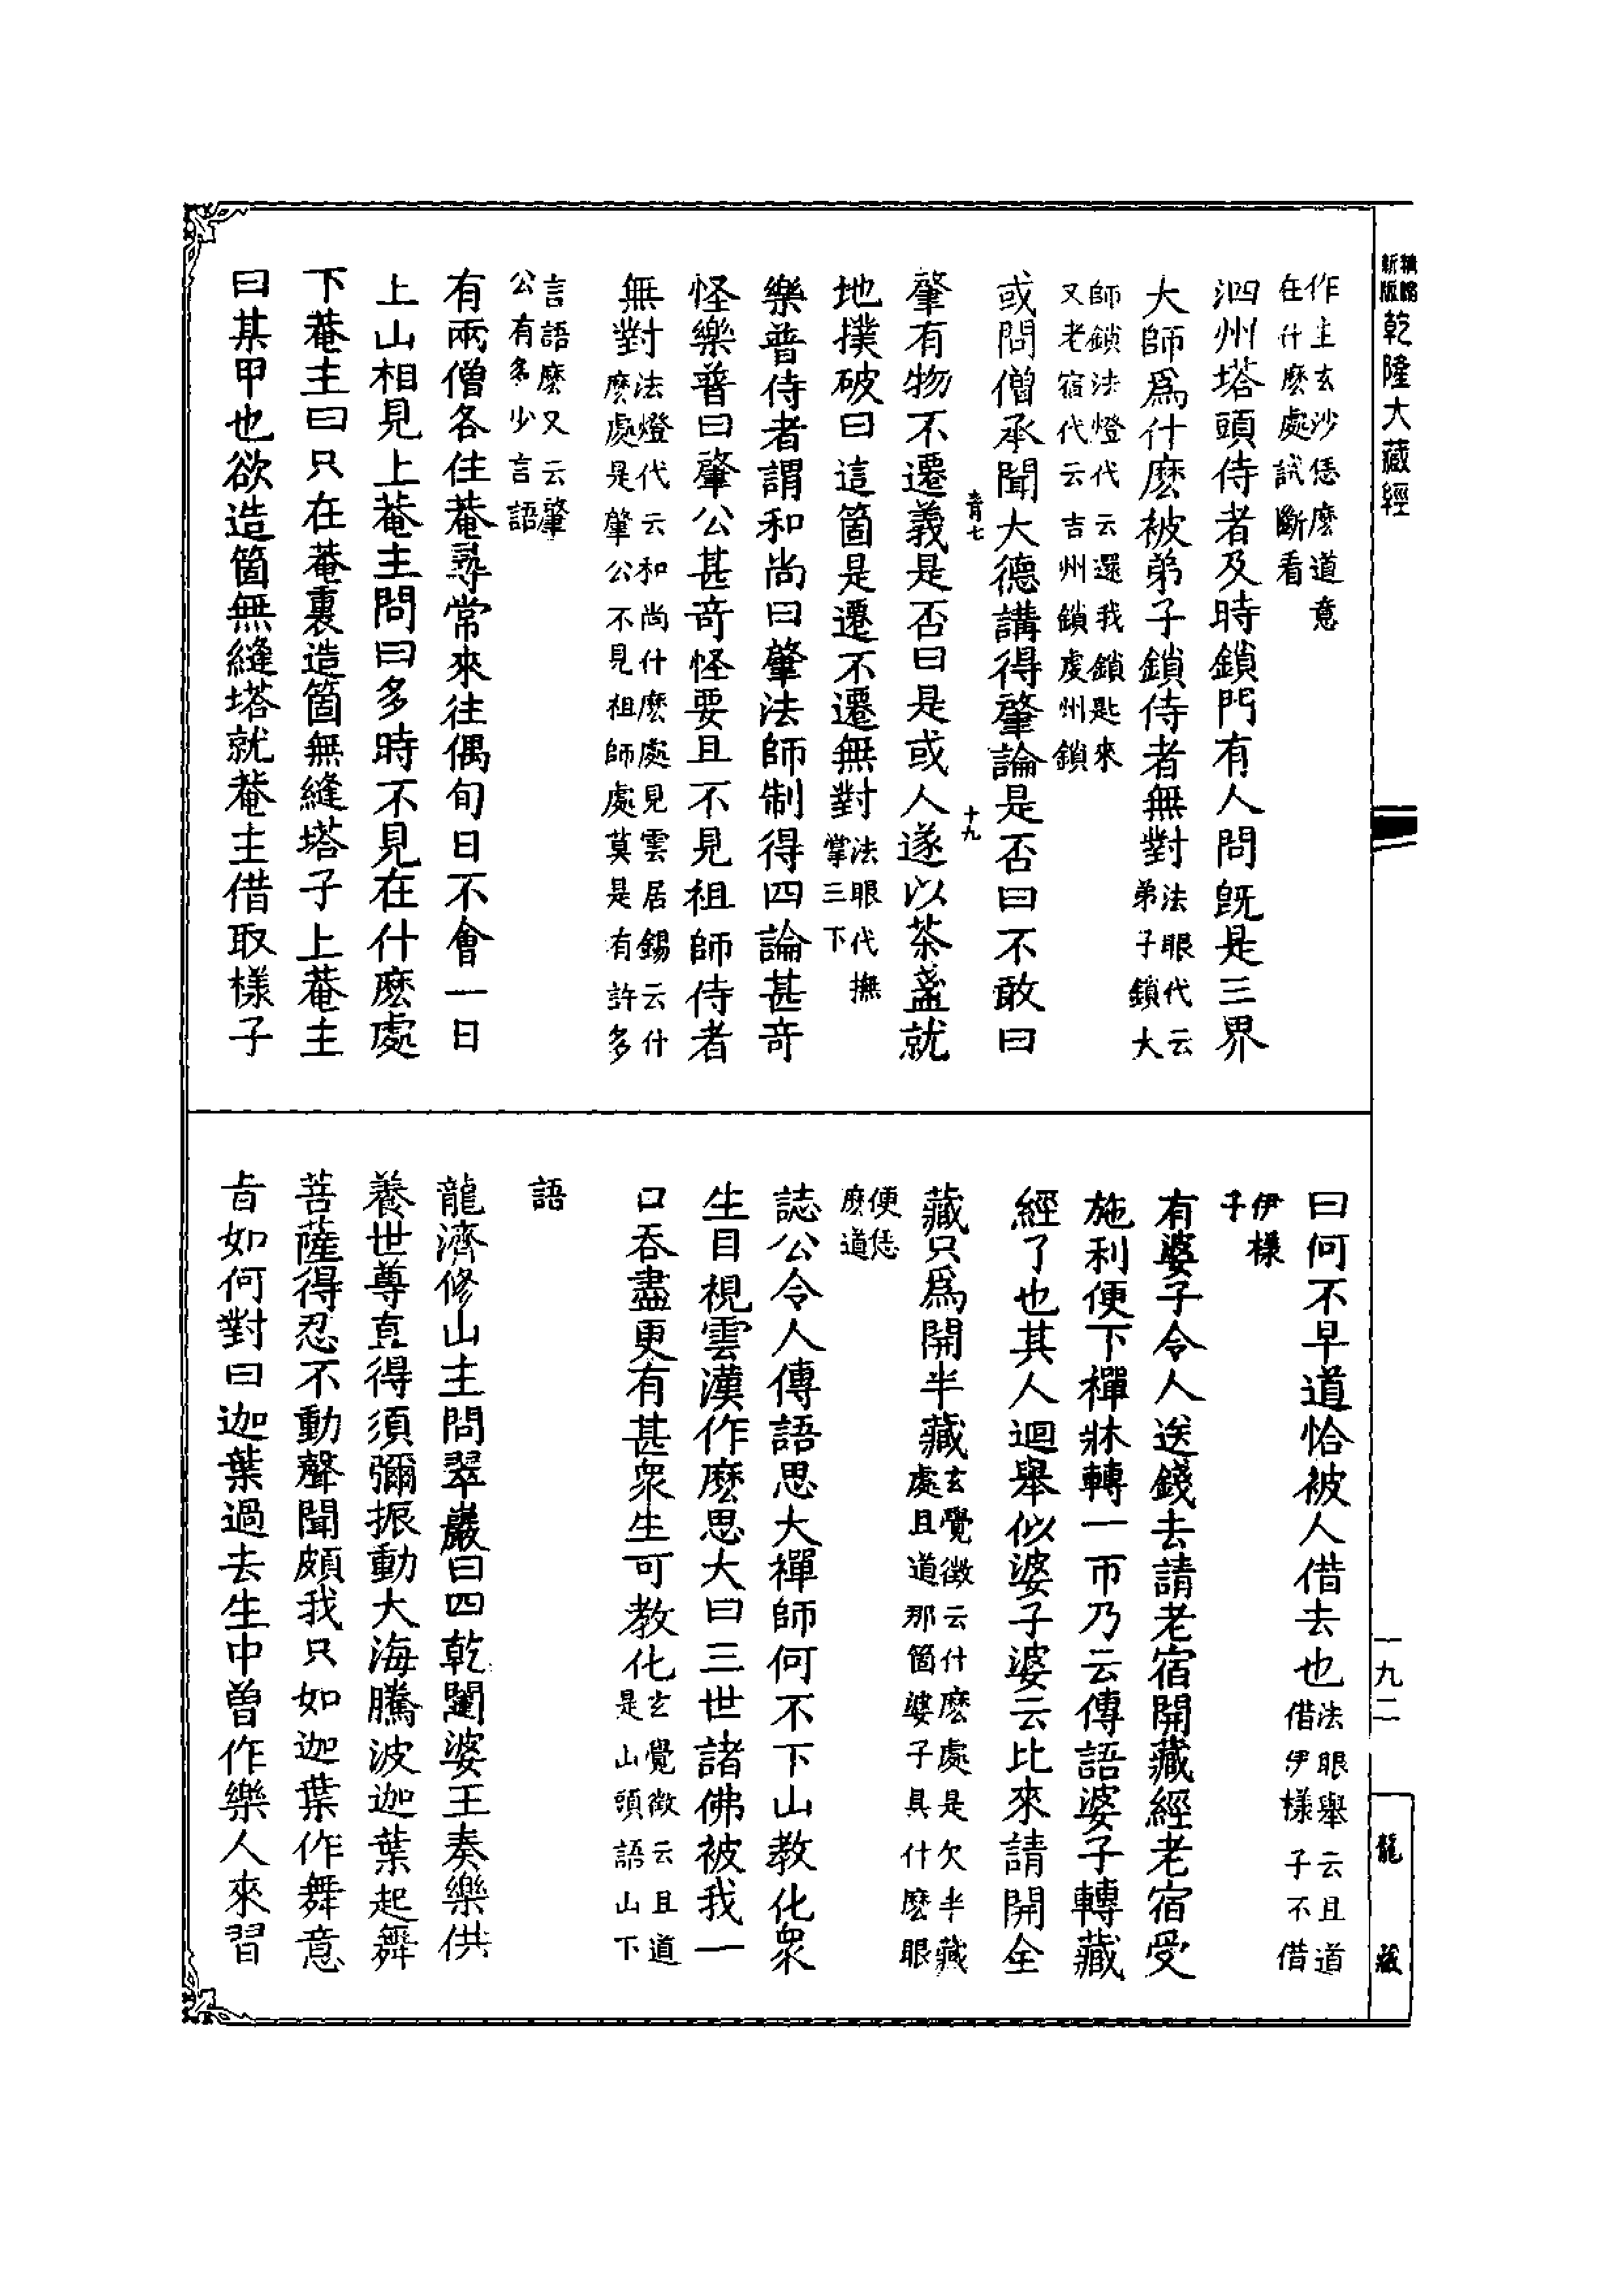 乾隆大藏經
作主玄沙恁麼道意
在什麼處試斷看
泗州塔頭侍者及時鎖門有人問旣是三界
大師爲什麽被弟子鎖侍者無對法眼代云
弟子鎖大
師鎖法燈代云還我鎖匙來
又老宿代云吉州鎖虔州鎖
或問僧承聞大德講得肇論是否曰不敢曰
青七
十九
肇有物不遷義是否曰是或人遂以茶盞就
地撲破曰這箇是遷不遷無對法眼代撫
掌三下
樂普侍者謂和尚曰肇法師制得四論甚奇
怪樂普曰肇公甚奇怪要且不見祖師侍者
無對法燈代云和尚什麽處見雲居錫云什
麽處是肇公不見祖師處莫是有許多
言語麽又云肇
公有多少言語
有兩僧各住菴尋常來往偶旬日不會一日
上山相見上菴主問曰多時不見在什麽處
下菴主曰只在菴裏造箇無縫塔子上菴主
曰某甲也欲造箇無縫塔就菴主借取樣子
曰何不早道恰被人借去也法眼舉云且道
借伊樣子不借
伊樣
子
有婆子令人送錢去請老宿開藏經老宿受
施利便下禪牀轉一帀乃云傳語婆子轉藏
經了也其人迴舉似婆子婆云比來請開全
藏只爲開半藏玄覺徵云什麽處是欠半藏
處且道那箇婆子具什麽眼
便恁
麽道
誌公令人傳語思大禪師何不下山教化衆
生目視雲漢作麽思大曰三世諸佛被我一
口吞盡更有甚衆生可教化玄覺徵云且道
是山頭語山下
語
龍濟修山主問翠巖曰四乾闥婆王奏樂供
養世尊直得須彌振動大海騰波迦葉起舞
菩薩得忍不動聲聞頗我只如迦葉作舞意
旨如何對曰迦葉過去生中曾作樂人來習
一九二
龍藏